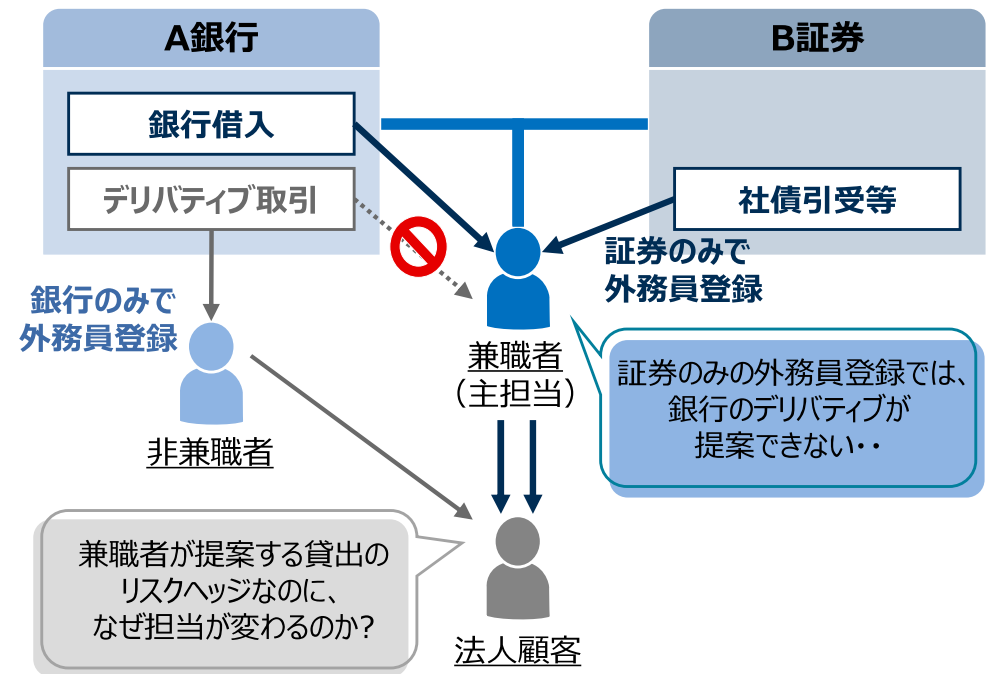 A銀行
B証券
銀行借入
デリバティブ取引
社債引受等
証券のみで
外務員登録
銀行のみで
外務員登録
兼職者
（主担当）
非兼職者
証券のみの外務員登録では、
銀行のデリバティブが
提案できない・・
兼職者が提案する貸出の
リスクヘッジなのに、
なぜ担当が変わるのか？
法人顧客